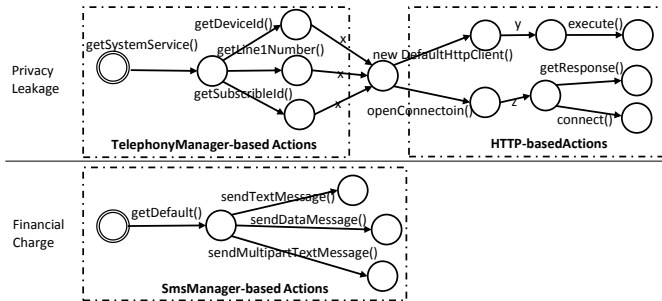 Privacy
Leakage
getSystemService()
getDeviceId()
getLine1Number()
getSubscribleId()
x
x
x
TelephonyManager-based Actions
new DefaultHttpClient()
y
execute()
openConnectoin()
z
getResponse()
connect()
HTTP-basedActions
Financial
Charge
getDefault()
sendTextMessage()
sendDataMessage()
sendMultipartTextMessage()
SmsManager-based Actions